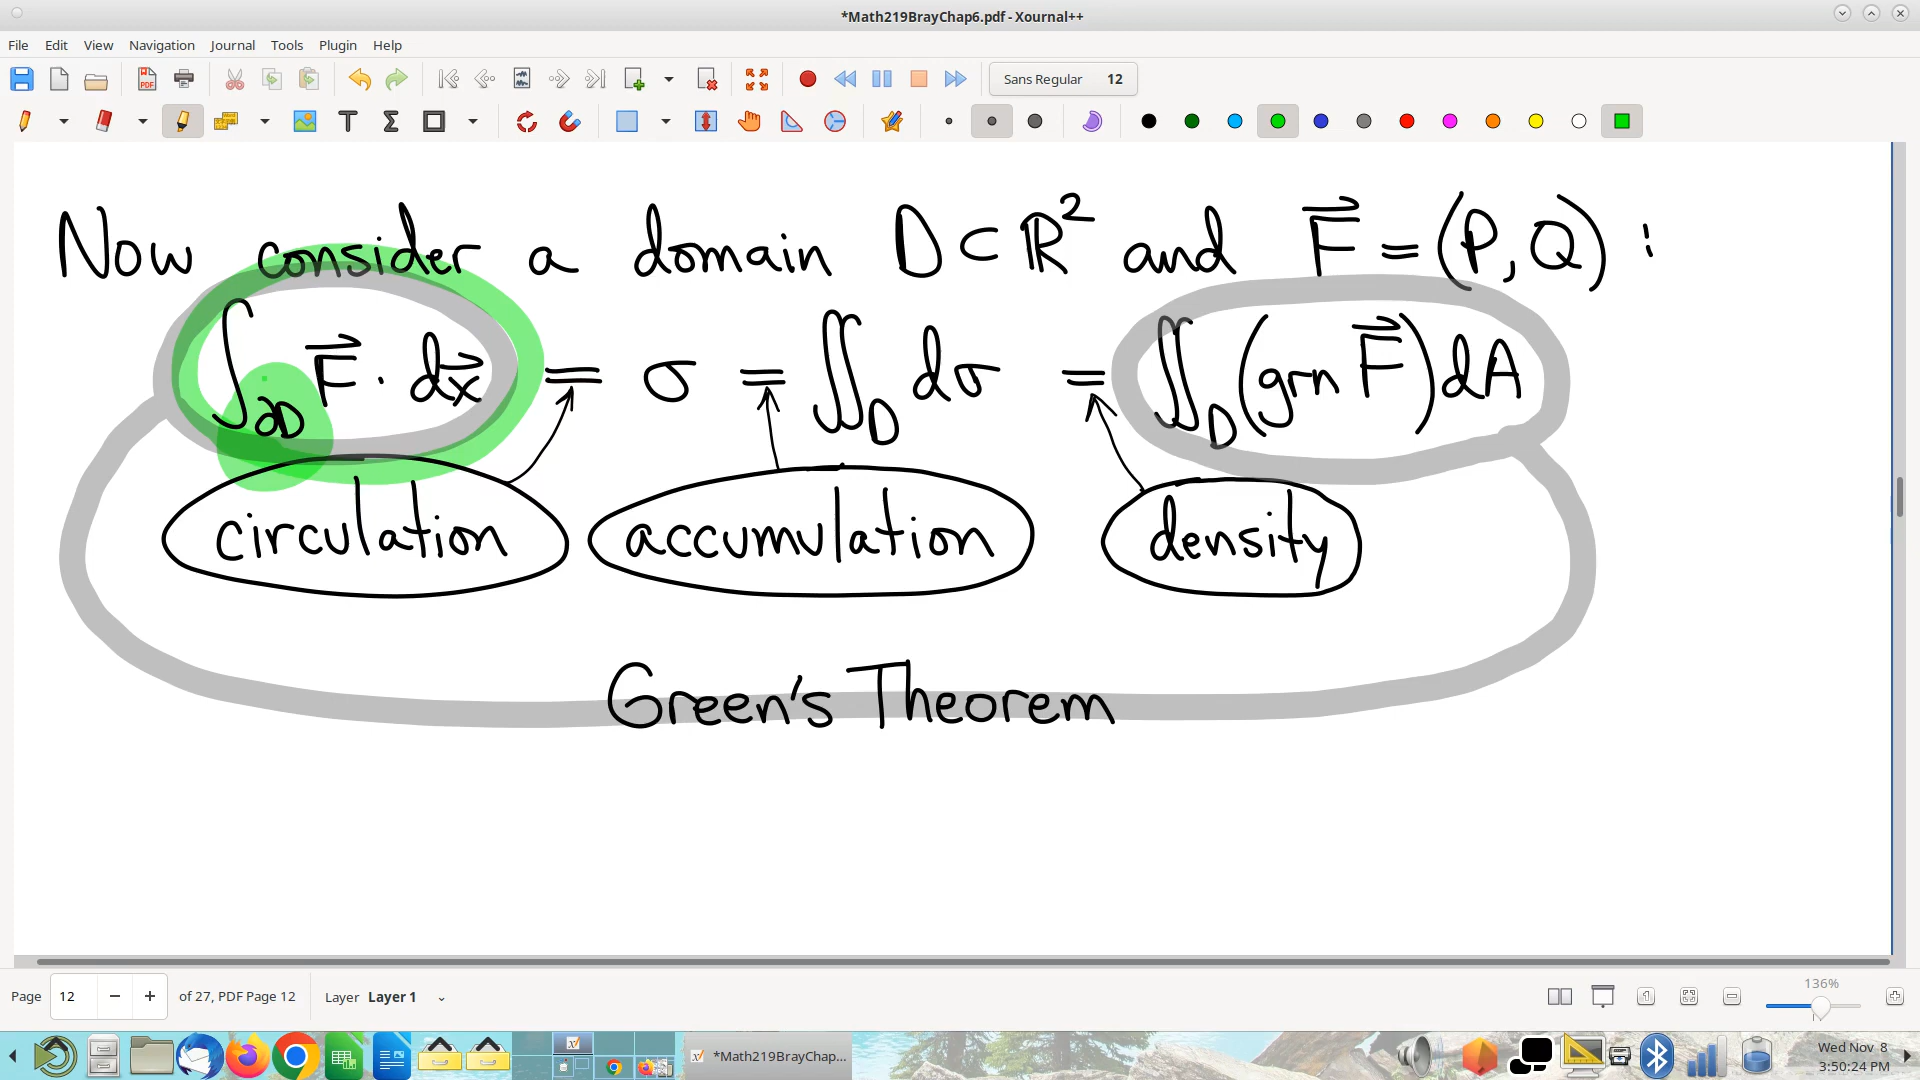 *Math219BrayChap6.pdf - Xournal++
File Edit View Navigation Journal Tools Plugin Help
Sans Regular 12
Now consider a domain D ⊂ ℝ² and F⃗ = (P, Q) :
∫_∂D F⃗ · dx⃗ = σ = ∬_D dσ = ∬_D (grn F⃗) dA
circulation accumulation density
Green's Theorem
Page 12 of 27, PDF Page 12 Layer Layer 1
136%
*Math219BrayChap...
Wed Nov 8
3:50:24 PM